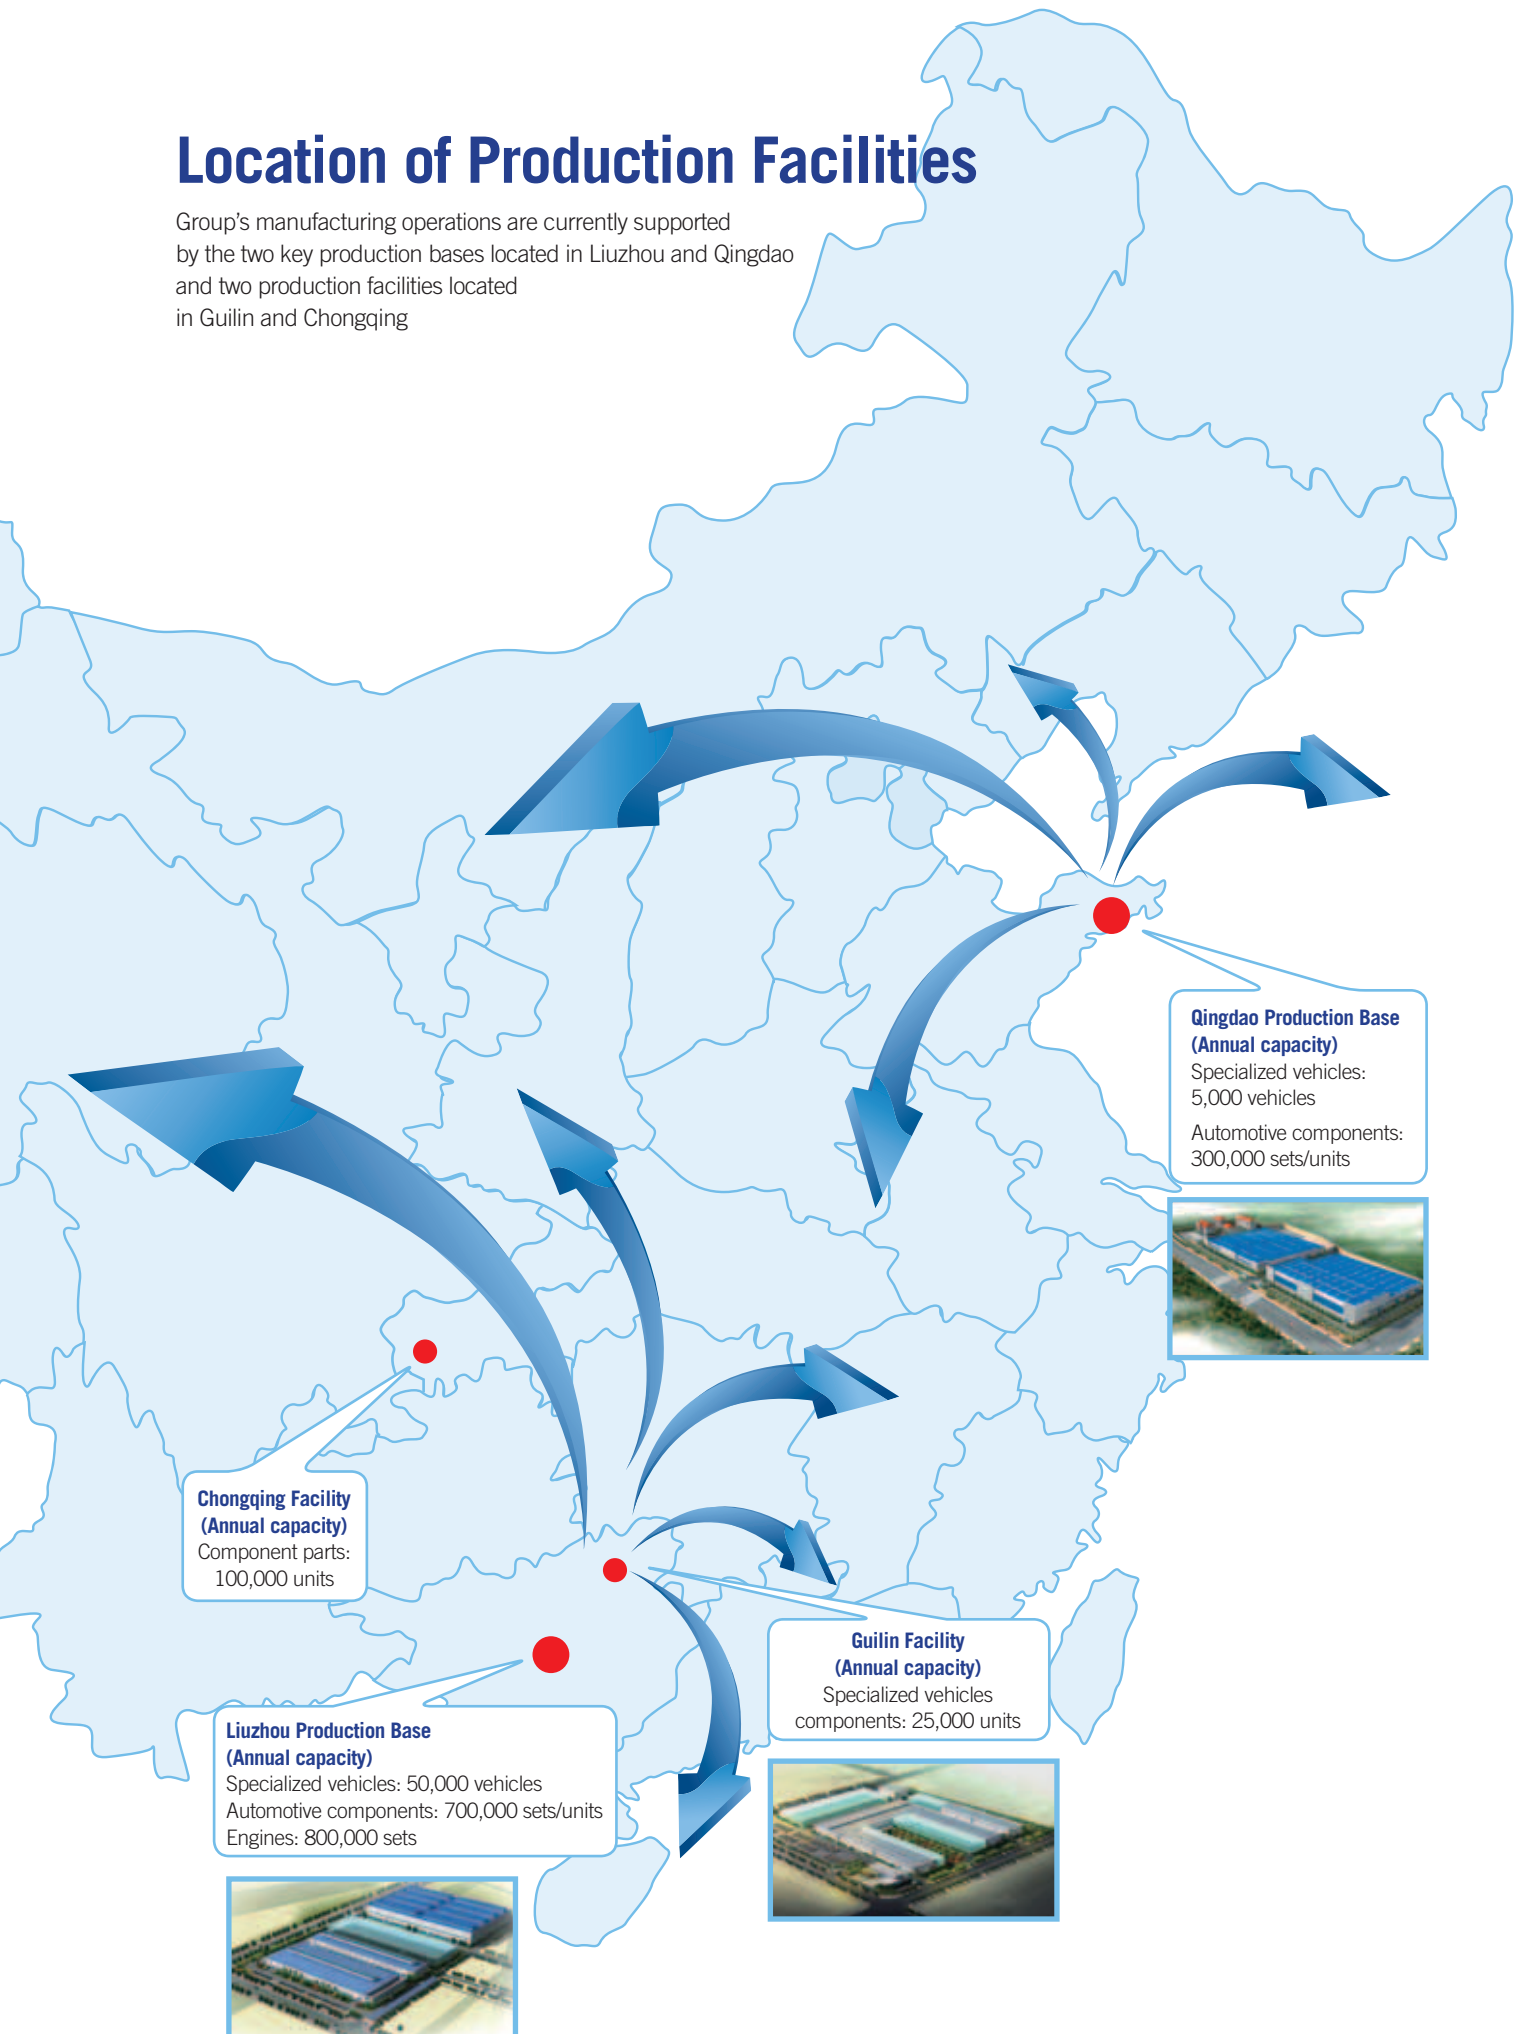 Location of Production Facilities
Group's manufacturing operations are currently supported
by the two key production bases located in Liuzhou and Qingdao
and two production facilities located
in Guilin and Chongqing
Qingdao Production Base
(Annual capacity)
Specialized vehicles:
5,000 vehicles
Automotive components:
300,000 sets/units
Chongqing Facility
(Annual capacity)
Component parts:
100,000 units
Guilin Facility
(Annual capacity)
Specialized vehicles
components: 25,000 units
Liuzhou Production Base
(Annual capacity)
Specialized vehicles: 50,000 vehicles
Automotive components: 700,000 sets/units
Engines: 800,000 sets